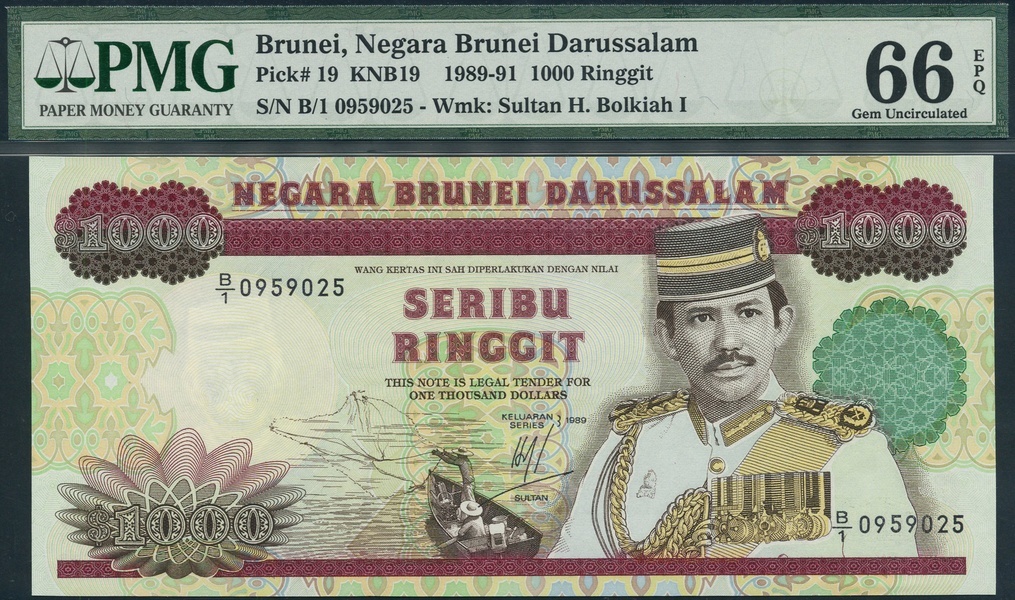 PMG
PAPER MONEY GUARANTY
Brunei, Negara Brunei Darussalam
Pick# 19 KNB19 1989-91 1000 Ringgit
S/N B/1 0959025 - Wmk: Sultan H. Bolkiah I
66
EPQ
Gem Uncirculated
NEGARA BRUNEI DARUSSALAM
$1000
$1000
WANG KERTAS INI SAH DIPERLAKUKAN DENGAN NILAI
B/1 0959025
SERIBU
RINGGIT
THIS NOTE IS LEGAL TENDER FOR
ONE THOUSAND DOLLARS
KELUARAN
SERIES 1989
SULTAN
$1000
B/1 0959025